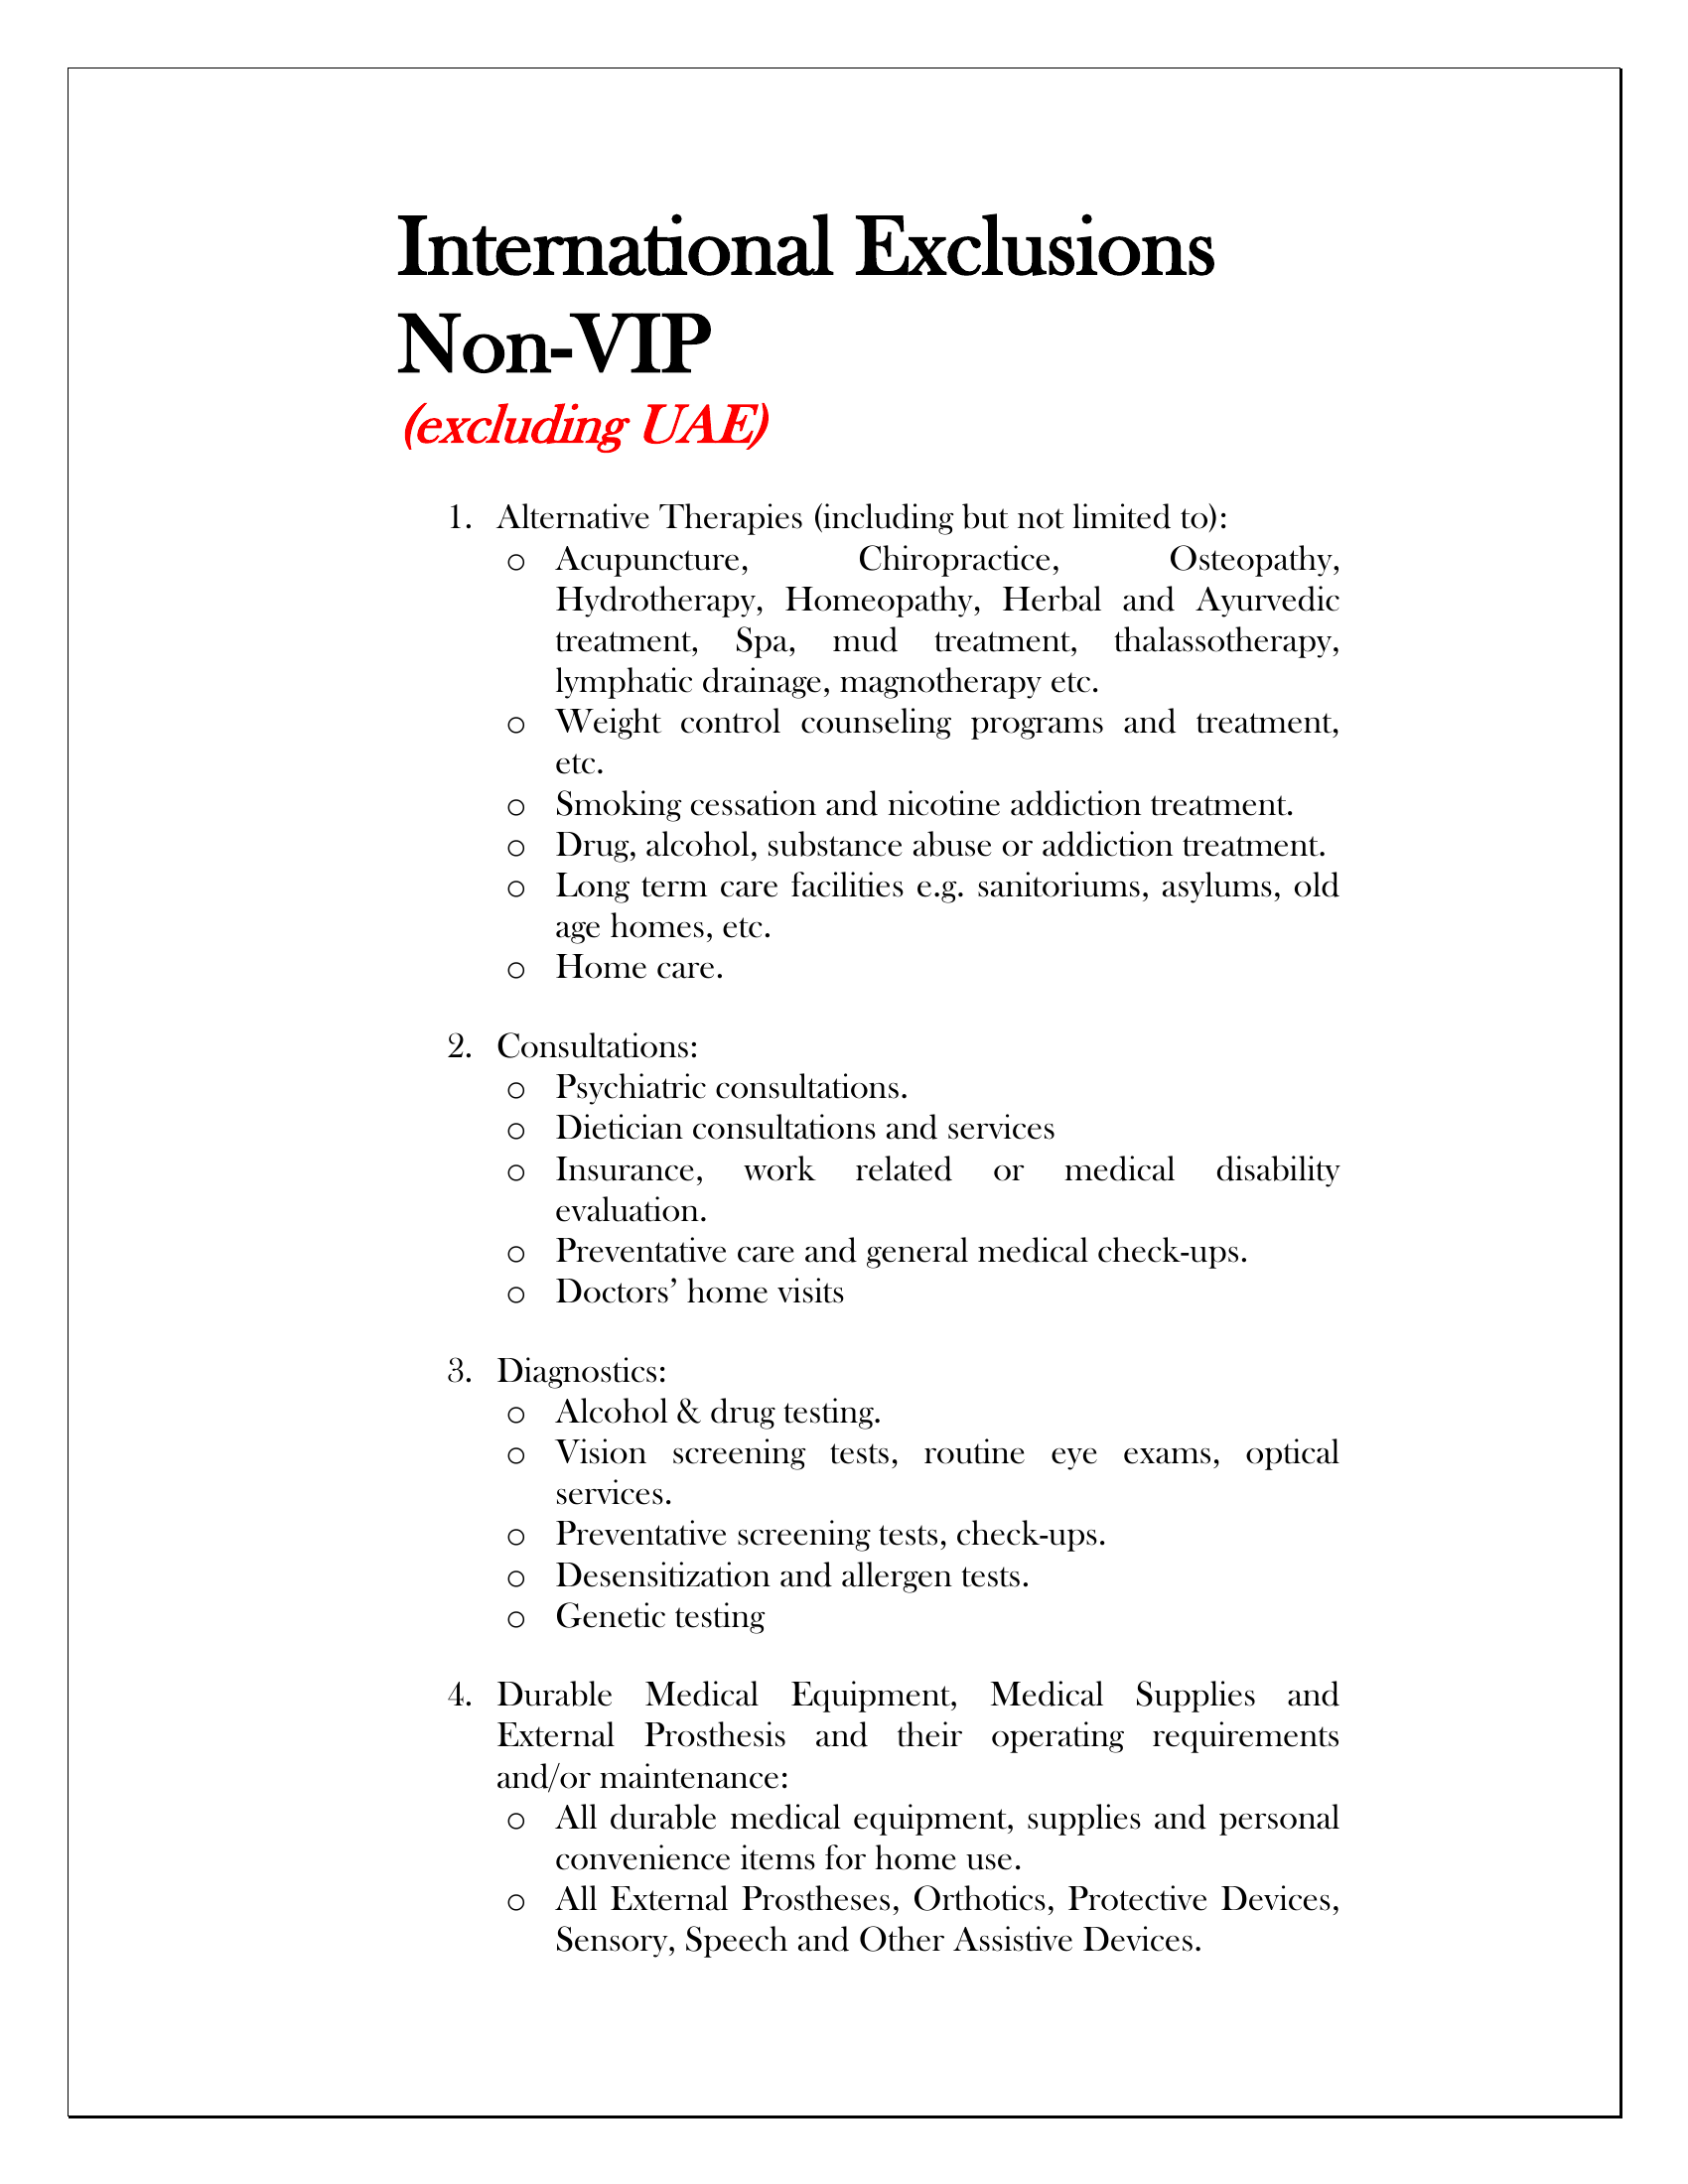 International Exclusions
Non-VIP
(excluding UAE)
1. Alternative Therapies (including but not limited to):
o Acupuncture, Chiropractice, Osteopathy,
Hydrotherapy, Homeopathy, Herbal and Ayurvedic
treatment, Spa, mud treatment, thalassotherapy,
lymphatic drainage, magnotherapy etc.
o Weight control counseling programs and treatment,
etc.
o Smoking cessation and nicotine addiction treatment.
o Drug, alcohol, substance abuse or addiction treatment.
o Long term care facilities e.g. sanitoriums, asylums, old
age homes, etc.
o Home care.
2. Consultations:
o Psychiatric consultations.
o Dietician consultations and services
o Insurance, work related or medical disability
evaluation.
o Preventative care and general medical check-ups.
o Doctors’ home visits
3. Diagnostics:
o Alcohol & drug testing.
o Vision screening tests, routine eye exams, optical
services.
o Preventative screening tests, check-ups.
o Desensitization and allergen tests.
o Genetic testing
4. Durable Medical Equipment, Medical Supplies and
External Prosthesis and their operating requirements
and/or maintenance:
o All durable medical equipment, supplies and personal
convenience items for home use.
o All External Prostheses, Orthotics, Protective Devices,
Sensory, Speech and Other Assistive Devices.